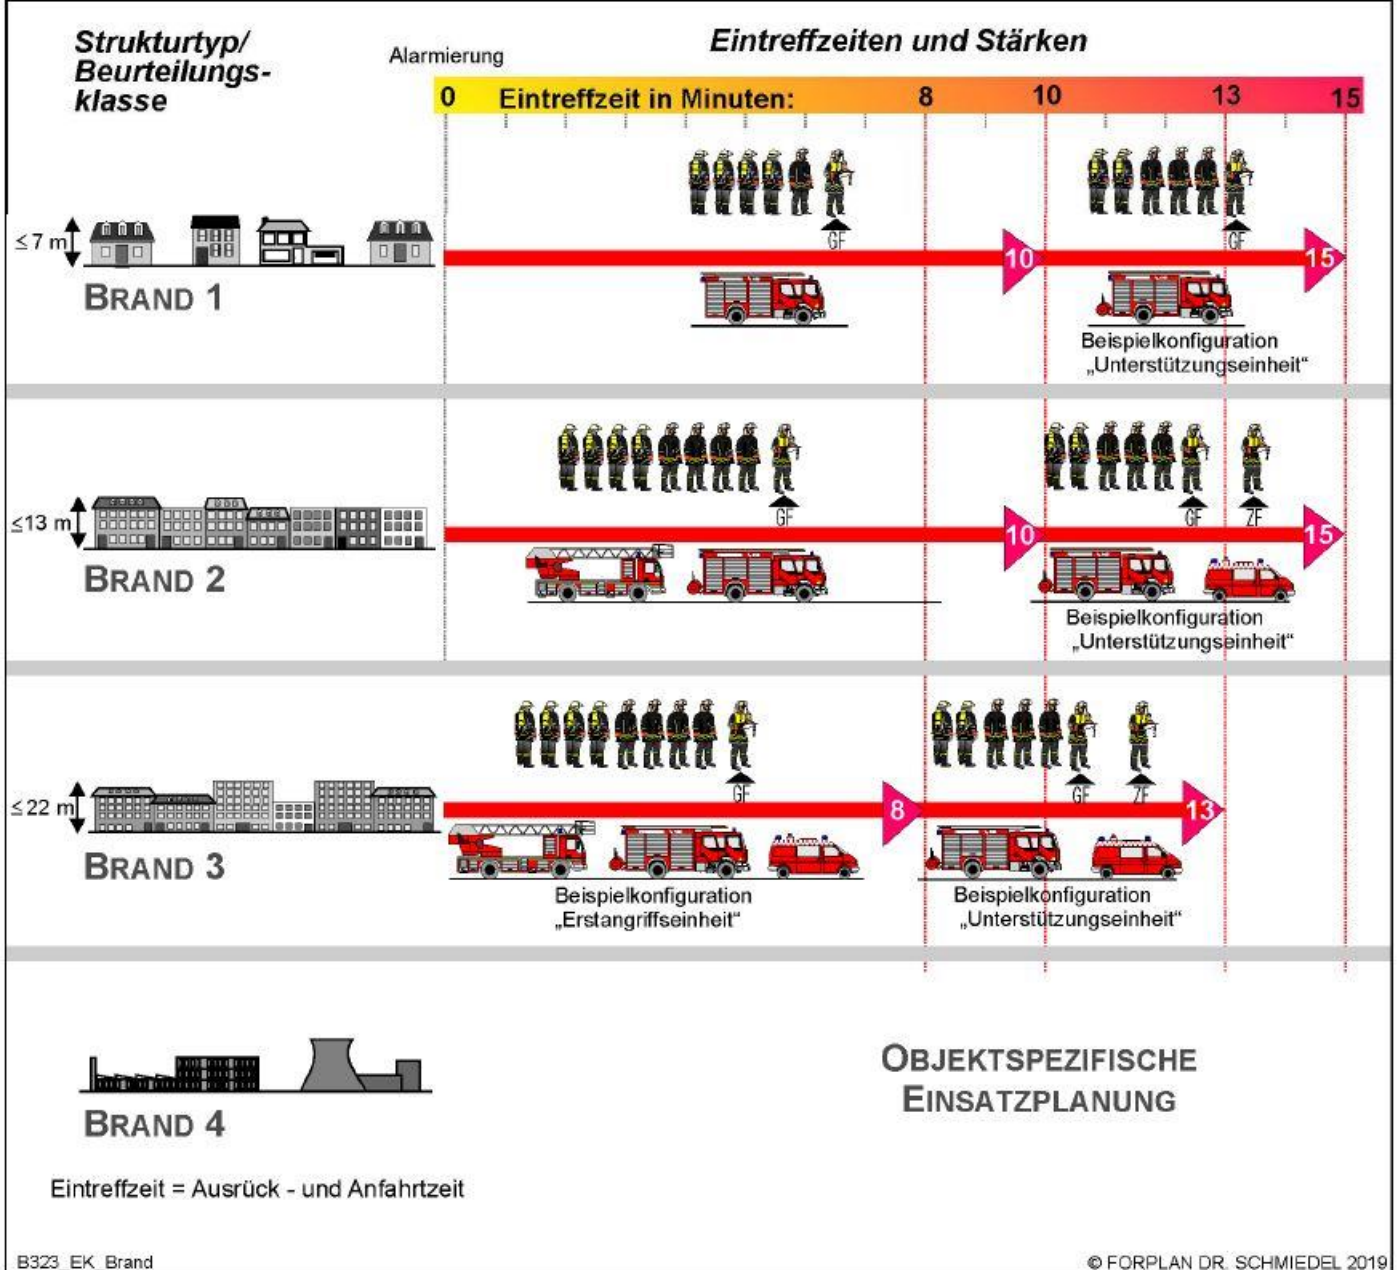 Strukturtyp/
Beurteilungs-
klasse
Eintreffzeiten und Stärken
Alarmierung
0 Eintreffzeit in Minuten: 8 10 13 15
≤ 7 m
GF GF
10 15
BRAND 1
Beispielkonfiguration
„Unterstützungseinheit“
≤13 m
GF GF ZF
10 15
BRAND 2
Beispielkonfiguration
„Unterstützungseinheit“
≤ 22 m
GF GF ZF
8 13
BRAND 3
Beispielkonfiguration
„Erstangriffseinheit“
Beispielkonfiguration
„Unterstützungseinheit“
OBJEKTSPEZIFISCHE
EINSATZPLANUNG
BRAND 4
Eintreffzeit = Ausrück - und Anfahrtzeit
B323_EK_Brand
© FORPLAN DR. SCHMIEDEL 2019